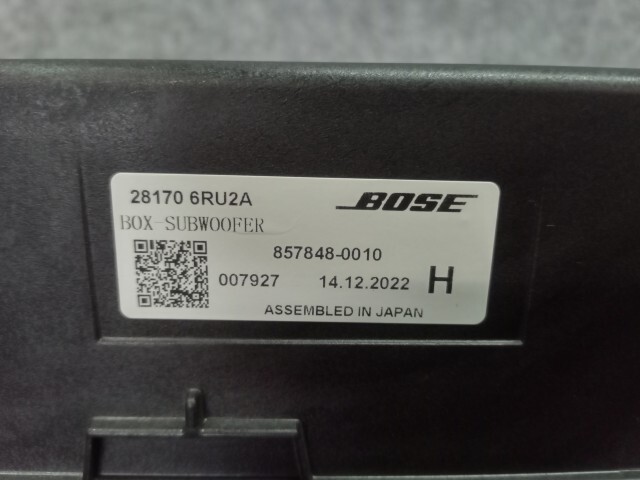 28170 6RU2A
BOSE
BOX-SUBWOOFER
857848-0010
007927 14.12.2022 H
ASSEMBLED IN JAPAN